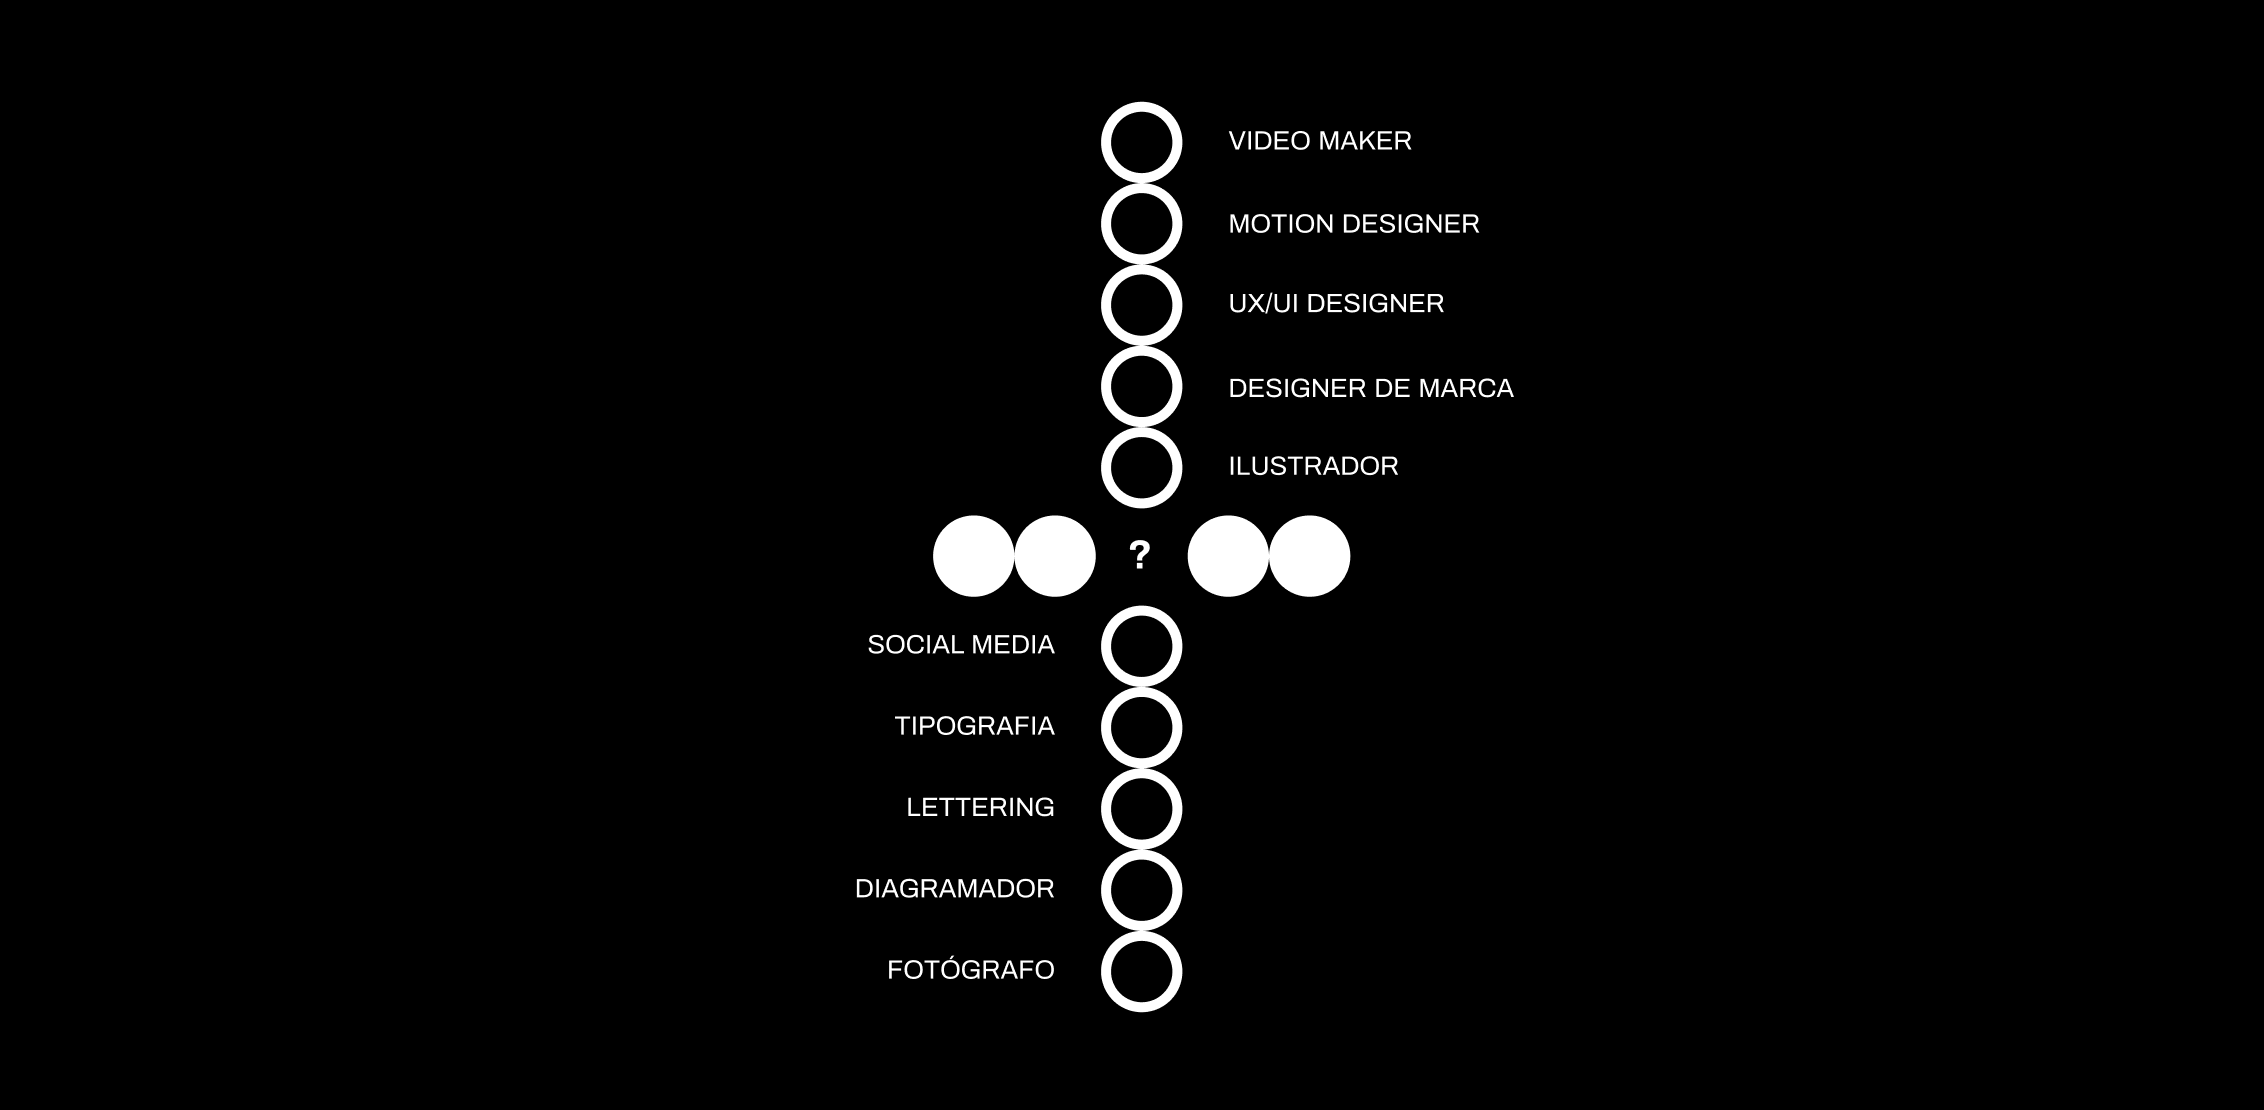 VIDEO MAKER
MOTION DESIGNER
UX/UI DESIGNER
DESIGNER DE MARCA
ILUSTRADOR
?
SOCIAL MEDIA
TIPOGRAFIA
LETTERING
DIAGRAMADOR
FOTÓGRAFO